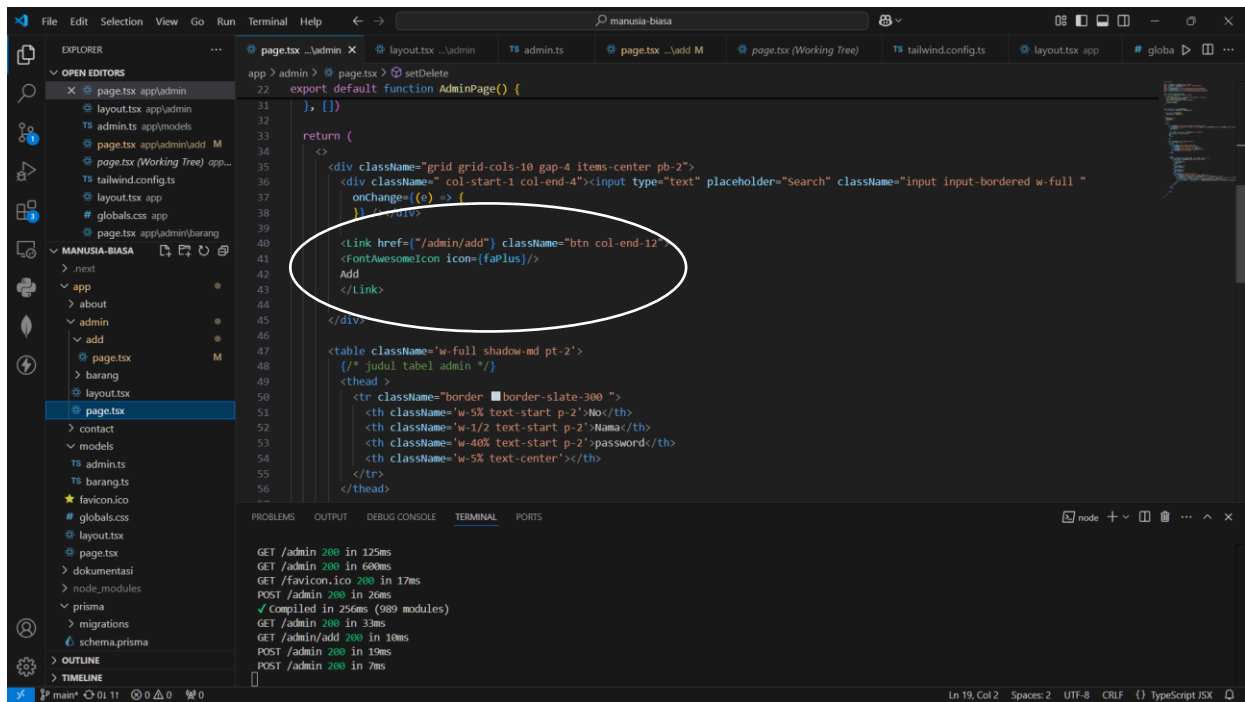 File Edit Selection View Go Run Terminal Help
manusia-biasa
EXPLORER
OPEN EDITORS
page.tsx app\admin
layout.tsx app\admin
TS admin.ts app\models
page.tsx app\admin\add M
page.tsx (Working Tree) app...
TS tailwind.config.ts
layout.tsx app
# globals.css app
page.tsx app\admin\barang
MANUSIA-BIASA
.next
app
about
admin
add
page.tsx M
barang
layout.tsx
page.tsx
contact
models
TS admin.ts
TS barang.ts
favicon.ico
# globals.css
layout.tsx
page.tsx
dokumentasi
node_modules
prisma
migrations
schema.prisma
OUTLINE
TIMELINE
page.tsx ...\admin layout.tsx ...\admin TS admin.ts page.tsx ...\add M page.tsx (Working Tree) TS tailwind.config.ts layout.tsx app # globa
app > admin > page.tsx > setDelete
22 export default function AdminPage() {
31 }, [])
32
33 return (
34 <>
35 <div className="grid grid-cols-10 gap-4 items-center pb-2">
36 <div className=" col-start-1 col-end-4"><input type="text" placeholder="Search" className="input input-bordered w-full "
37 onChange={(e) => {
38 }} /></div>
39
40 <Link href={"/admin/add"} className="btn col-end-12">
41 <FontAwesomeIcon icon={faPlus}/>
42 Add
43 </Link>
44
45 </div>
46
47 <table className='w-full shadow-md pt-2'>
48 {/* judul tabel admin */}
49 <thead >
50 <tr className="border border-slate-300 ">
51 <th className='w-5% text-start p-2'>No</th>
52 <th className='w-1/2 text-start p-2'>Nama</th>
53 <th className='w-40% text-start p-2'>password</th>
54 <th className='w-5% text-center'></th>
55 </tr>
56 </thead>
PROBLEMS OUTPUT DEBUG CONSOLE TERMINAL PORTS
node
GET /admin 200 in 125ms
GET /admin 200 in 600ms
GET /favicon.ico 200 in 17ms
POST /admin 200 in 26ms
✓ Compiled in 256ms (989 modules)
GET /admin 200 in 33ms
GET /admin/add 200 in 10ms
POST /admin 200 in 19ms
POST /admin 200 in 7ms
main* 0↓ 1↑ 0 0 0
Ln 19, Col 2 Spaces: 2 UTF-8 CRLF {} TypeScript JSX